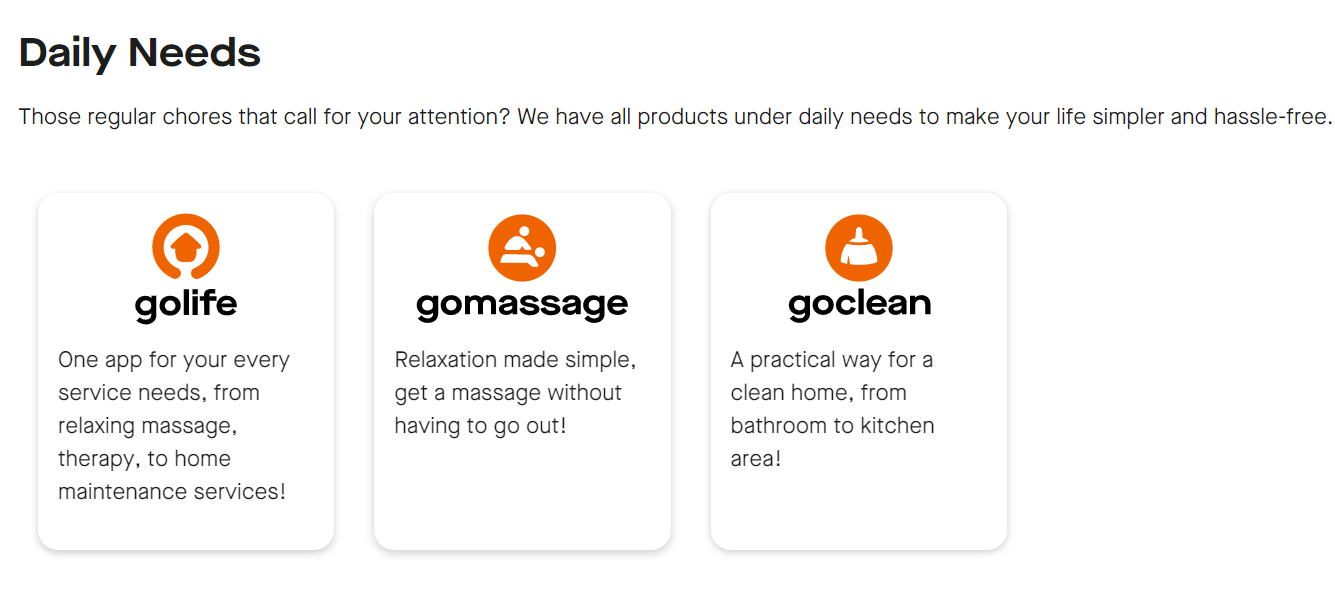 Daily Needs
Those regular chores that call for your attention? We have all products under daily needs to make your life simpler and hassle-free.
golife
One app for your every
service needs, from
relaxing massage,
therapy, to home
maintenance services!
gomassage
Relaxation made simple,
get a massage without
having to go out!
goclean
A practical way for a
clean home, from
bathroom to kitchen
area!